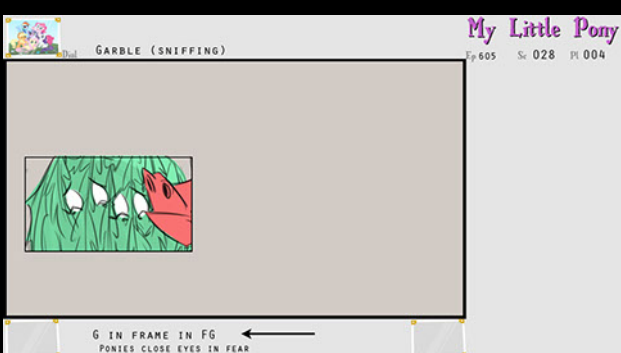 My Little Pony
Dial GARBLE (SNIFFING)
Ep 605 Sc 028 Pl 004
G IN FRAME IN FG
PONIES CLOSE EYES IN FEAR